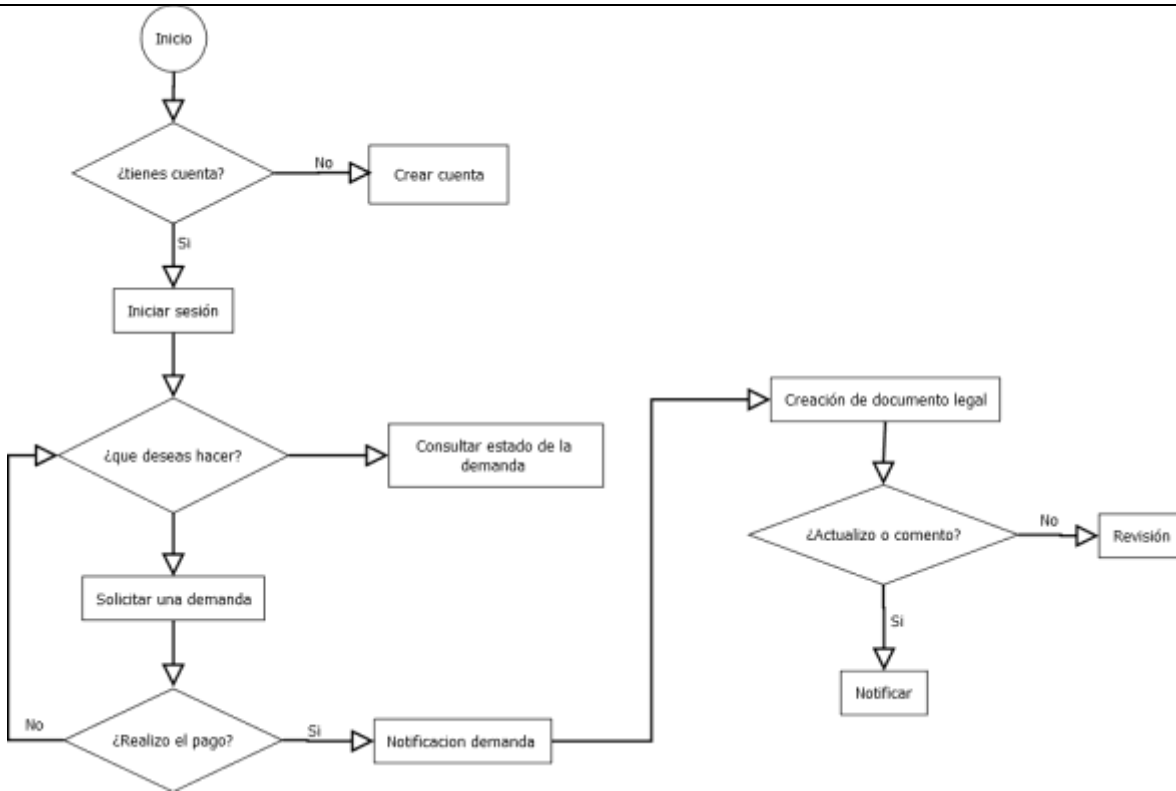 Inicio
¿tienes cuenta?
No
Crear cuenta
Si
Iniciar sesión
¿que deseas hacer?
Consultar estado de la
demanda
Solicitar una demanda
¿Realizo el pago?
No
Si
Notificacion demanda
Creación de documento legal
¿Actualizo o comento?
No
Revisión
Si
Notificar